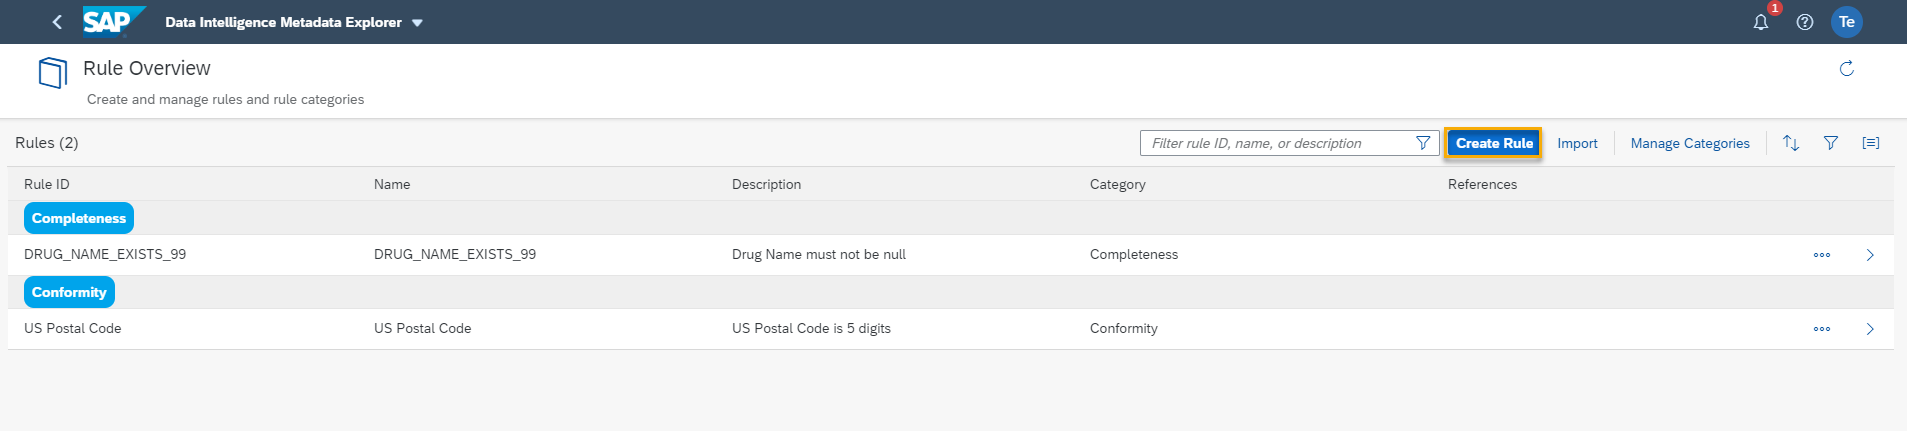 SAP Data Intelligence Metadata Explorer 1 Te
Rule Overview
Create and manage rules and rule categories
Rules (2) Filter rule ID, name, or description Create Rule Import Manage Categories
Rule ID Name Description Category References
Completeness
DRUG_NAME_EXISTS_99 DRUG_NAME_EXISTS_99 Drug Name must not be null Completeness
Conformity
US Postal Code US Postal Code US Postal Code is 5 digits Conformity